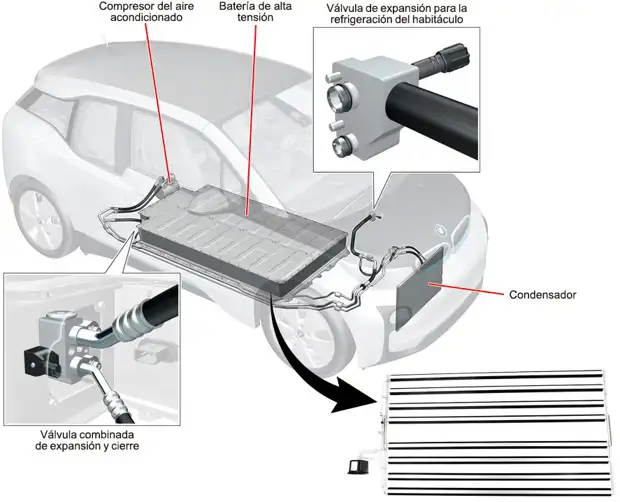 Compresor del aire
acondicionado
Batería de alta
tensión
Válvula de expansión para la
refrigeración del habitáculo
Condensador
Válvula combinada
de expansión y cierre